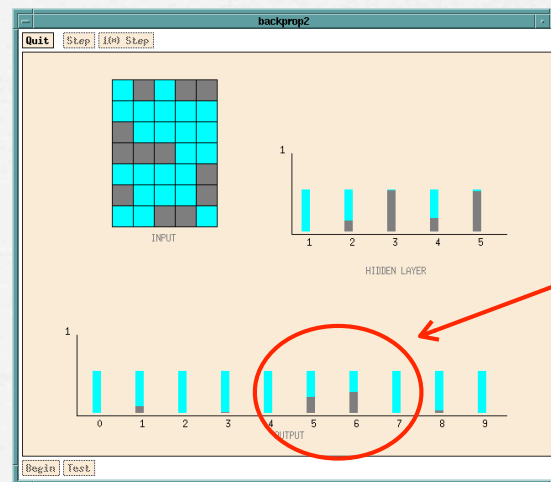 backprop2
Quit Step 1(M) Step
1
INPUT
1 2 3 4 5
HIDDEN LAYER
1
0 1 2 3 4 5 6 7 8 9
OUTPUT
Begin Test